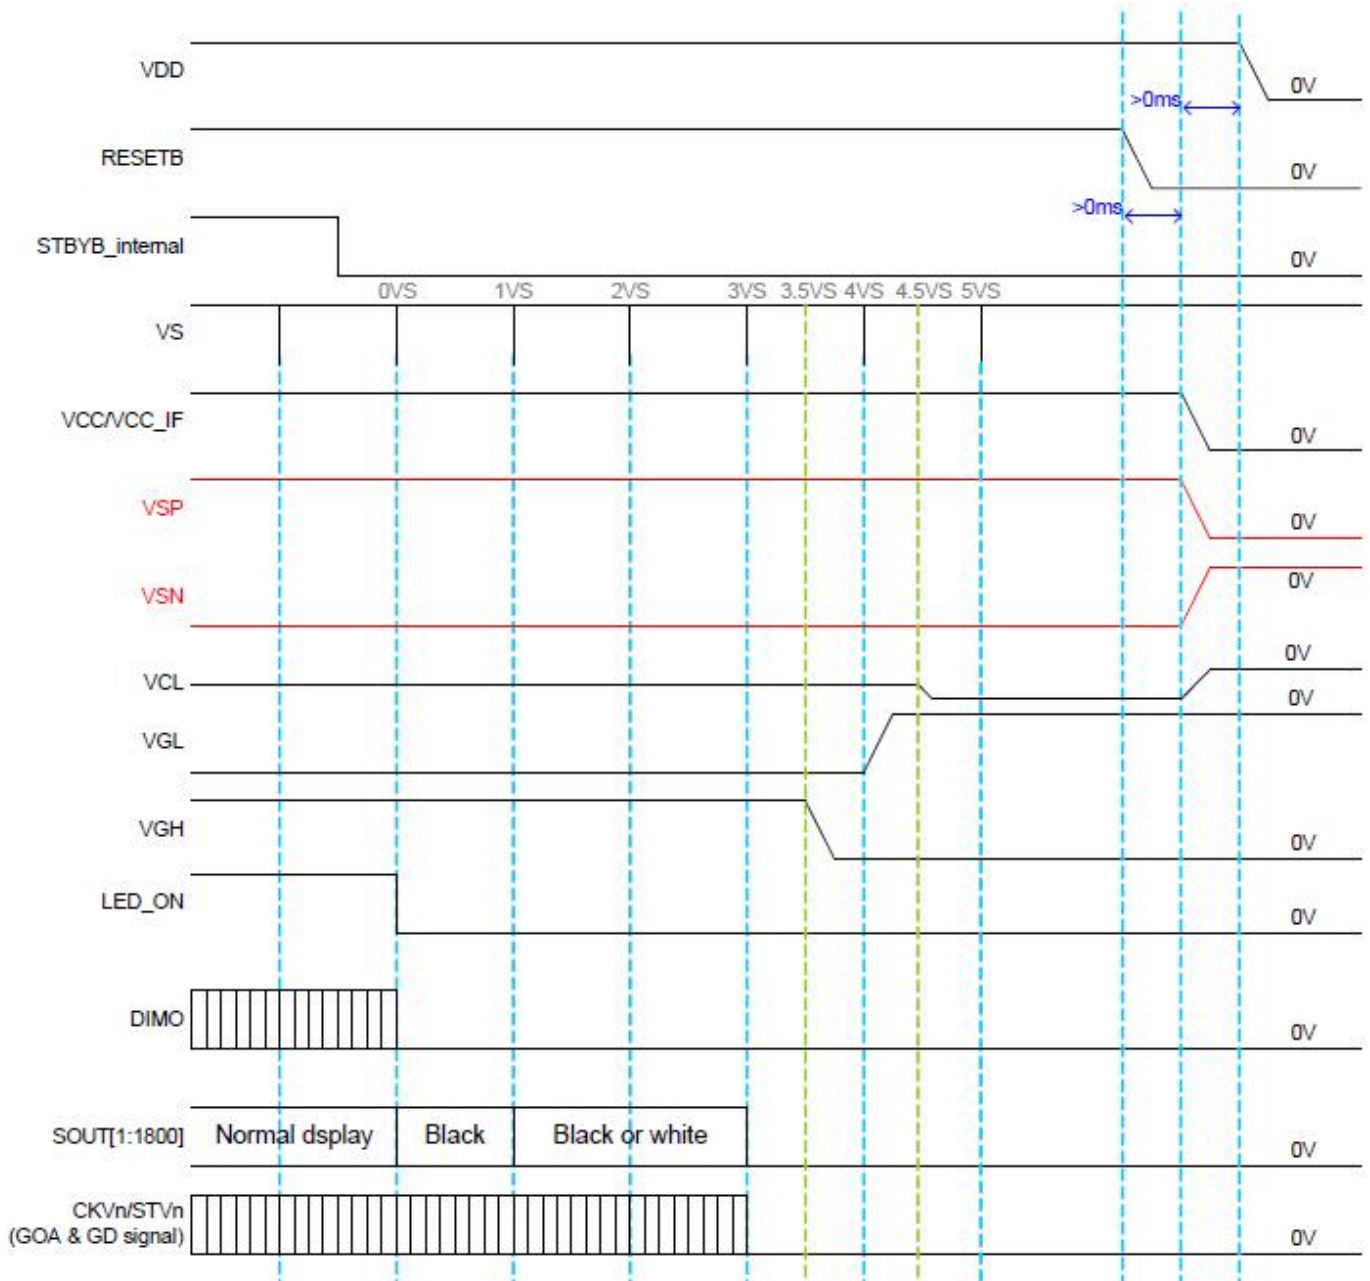 VDD
0V
>0ms
RESETB
0V
>0ms
STBYB_internal
0V
0VS 1VS 2VS 3VS 3.5VS 4VS 4.5VS 5VS
VS
VCC/VCC_IF
0V
VSP
0V
VSN
0V
0V
VCL
0V
VGL
VGH
0V
LED_ON
0V
DIMO
0V
SOUT[1:1800] Normal dsplay Black Black or white
0V
CKVn/STVn
(GOA & GD signal)
0V